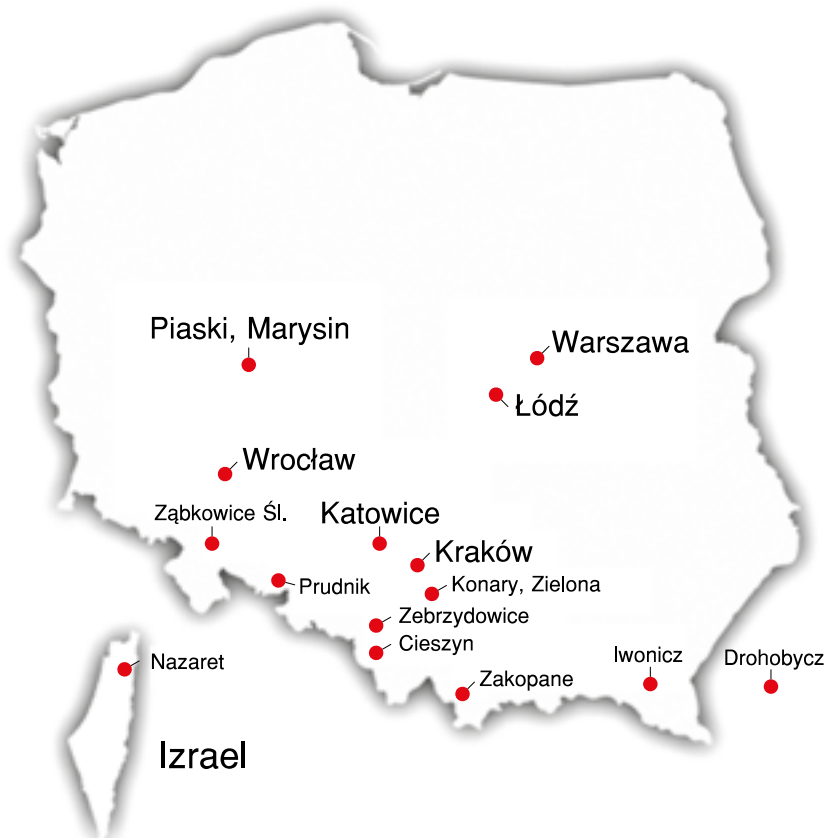 Piaski, Marysin
Warszawa
Łódź
Wrocław
Ząbkowice Śl.
Katowice
Kraków
Prudnik
Konary, Zielona
Zebrzydowice
Cieszyn
Nazaret
Zakopane
Iwonicz
Drohobycz
Izrael